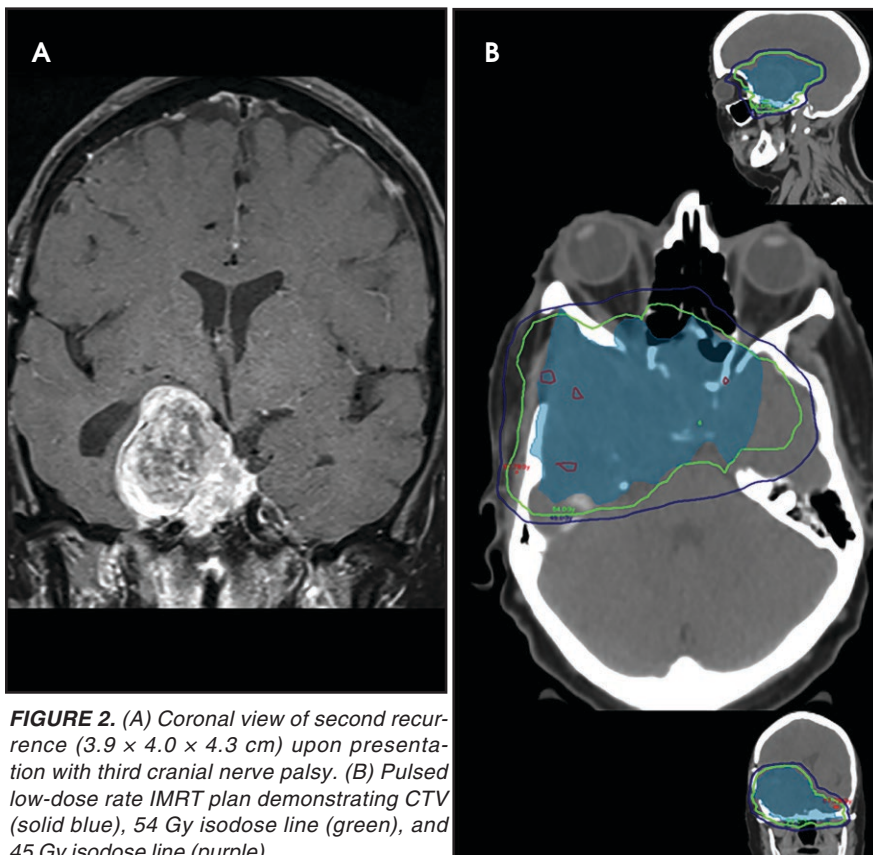 A
B
FIGURE 2. (A) Coronal view of second recur-
rence (3.9 × 4.0 × 4.3 cm) upon presenta-
tion with third cranial nerve palsy. (B) Pulsed
low-dose rate IMRT plan demonstrating CTV
(solid blue), 54 Gy isodose line (green), and
45 Gy isodose line (purple).